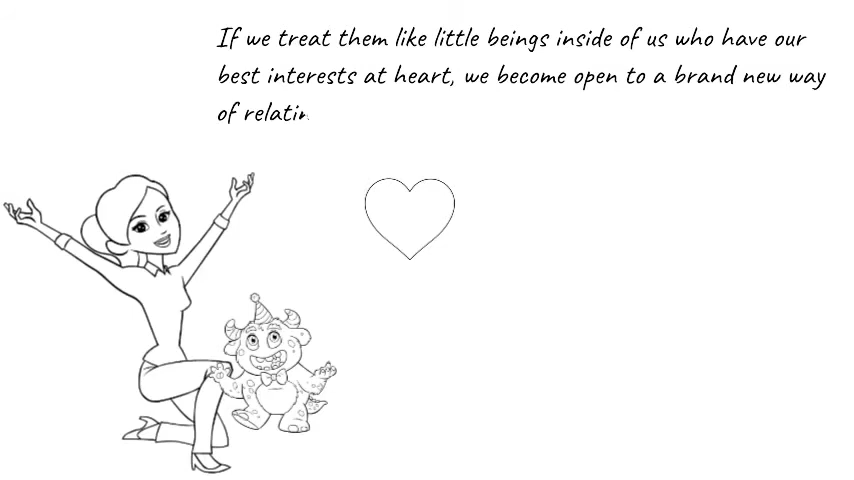 If we treat them like little beings inside of us who have our
best interests at heart, we become open to a brand new way
of relatin